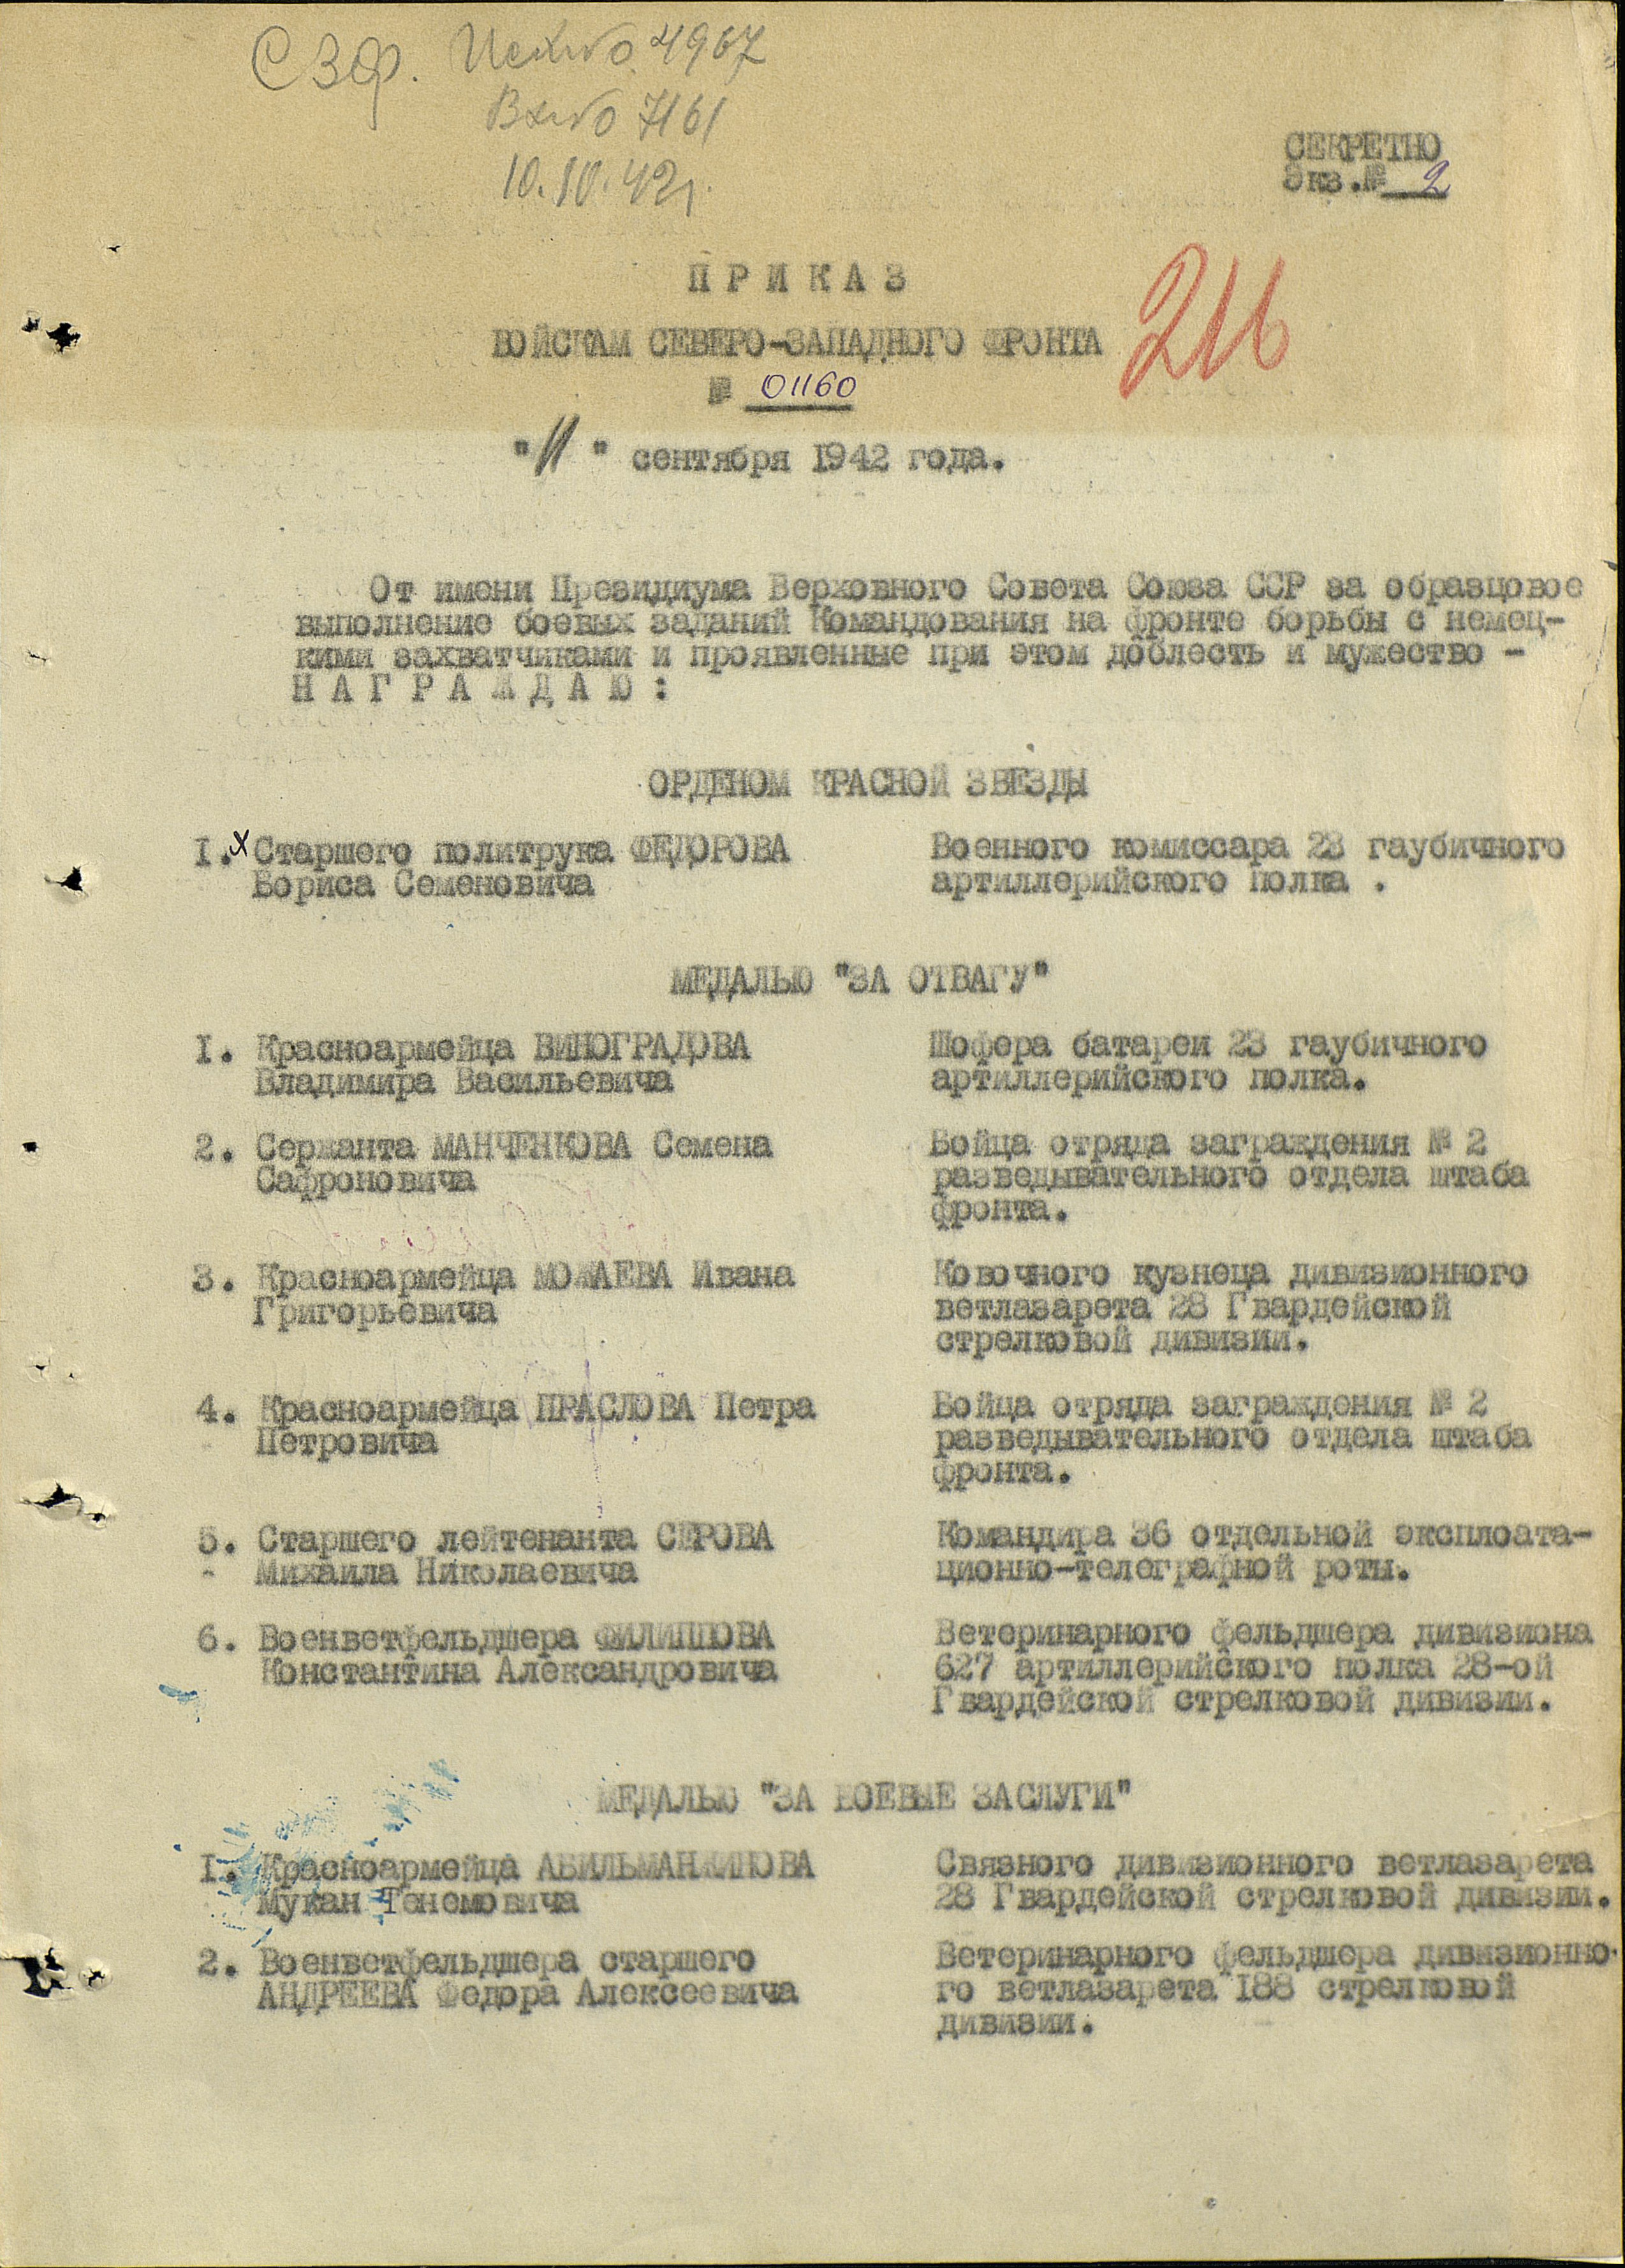 СЗФ. Исх№ 4967
Вх№ 7161
10.IV.42г.
СЕКРЕТНО
Экз.№ 2
ПРИКАЗ
216
ВОЙСКАМ СЕВЕРО-ЗАПАДНОГО ФРОНТА
№ 01160
"11" сентября 1942 года.
От имени Президиума Верховного Совета Союза ССР за образцовое
выполнение боевых заданий Командования на фронте борьбы с немец-
кими захватчиками и проявленные при этом доблесть и мужество -
НАГРАЖДАЮ:
ОРДЕНОМ КРАСНОЙ ЗВЕЗДЫ
I.х Старшего политрука ФЕДОРОВА Военного комиссара 23 гаубичного
Бориса Семеновича артиллерийского полка .
МЕДАЛЬЮ "ЗА ОТВАГУ"
I. Красноармейца ВИНОГРАДОВА Шофера батареи 23 гаубичного
Владимира Васильевича артиллерийского полка.
2. Сержанта МАНЧЕНКОВА Семена Бойца отряда заграждения № 2
Сафроновича разведывательного отдела штаба
фронта.
3. Красноармейца МОЖАЕВА Ивана Ковочного кузнеца дивизионного
Григорьевича ветлазарета 28 Гвардейской
стрелковой дивизии.
4. Красноармейца ПРАСЛОВА Петра Бойца отряда заграждения № 2
Петровича разведывательного отдела штаба
фронта.
5. Старшего лейтенанта СЕРОВА Командира 36 отдельной эксплоата-
Михаила Николаевича ционно-телеграфной роты.
6. Военветфельдшера ФИЛИППОВА Ветеринарного фельдшера дивизиона
Константина Александровича 627 артиллерийского полка 28-ой
Гвардейской стрелковой дивизии.
МЕДАЛЬЮ "ЗА БОЕВЫЕ ЗАСЛУГИ"
I. Красноармейца АБИЛЬМАНЖИНОВА Связного дивизионного ветлазарета
Мукан Тенемовича 28 Гвардейской стрелковой дивизии.
2. Военветфельдшера старшего Ветеринарного фельдшера дивизионно-
АНДРЕЕВА Федора Алексеевича го ветлазарета 188 стрелковой
дивизии.